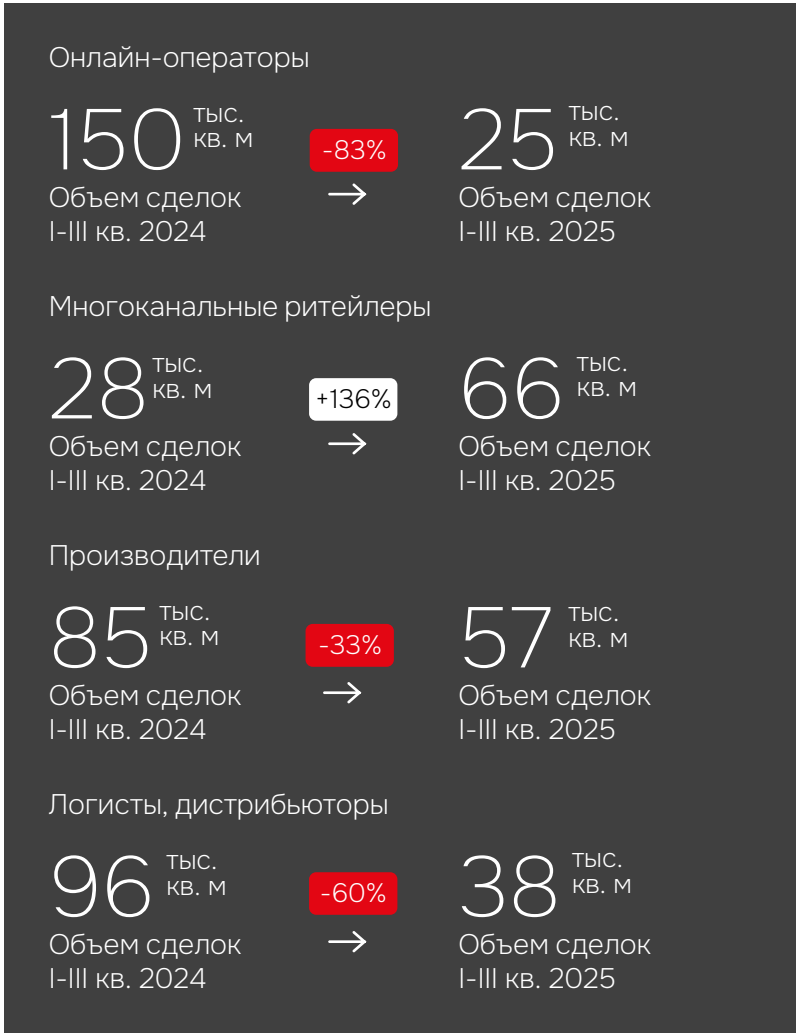 Онлайн-операторы
150 тыс. кв. м
-83%
→
25 тыс. кв. м
Объем сделок
I-III кв. 2024
Объем сделок
I-III кв. 2025
Многоканальные ритейлеры
28 тыс. кв. м
+136%
→
66 тыс. кв. м
Объем сделок
I-III кв. 2024
Объем сделок
I-III кв. 2025
Производители
85 тыс. кв. м
-33%
→
57 тыс. кв. м
Объем сделок
I-III кв. 2024
Объем сделок
I-III кв. 2025
Логисты, дистрибьюторы
96 тыс. кв. м
-60%
→
38 тыс. кв. м
Объем сделок
I-III кв. 2024
Объем сделок
I-III кв. 2025